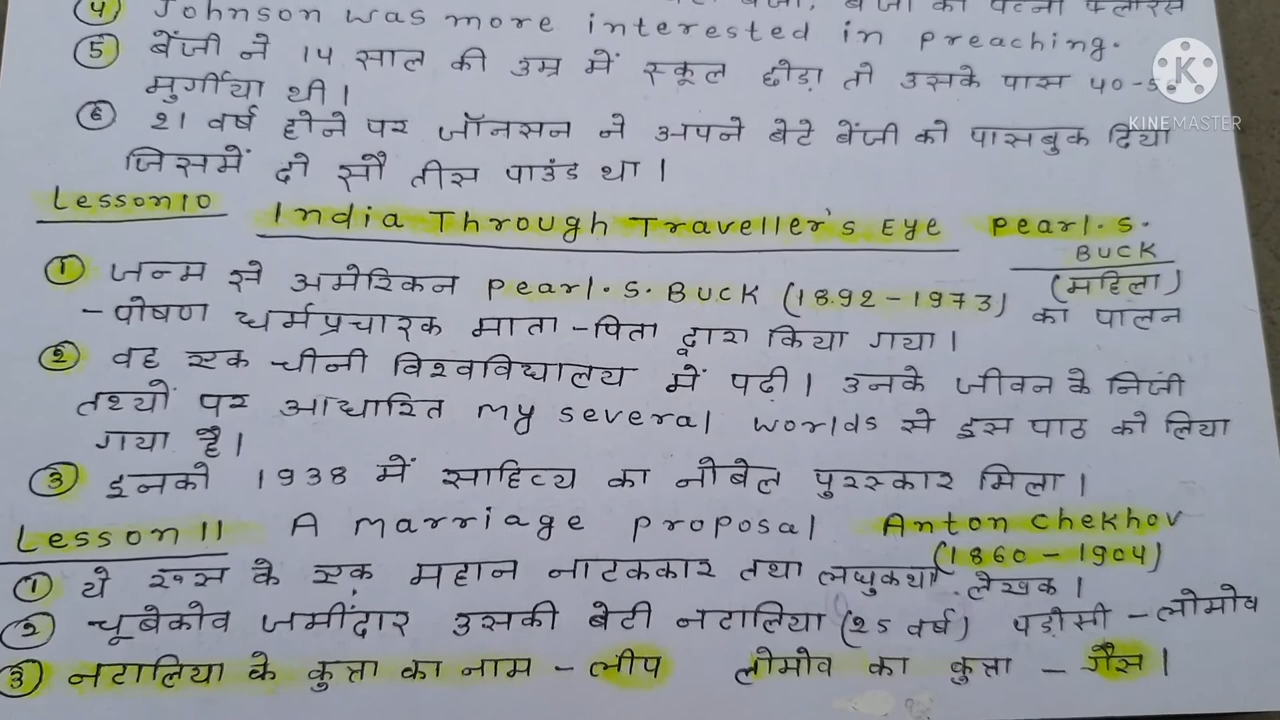 ④ Johnson was more interested in preaching.
⑤ बेंजी ने 14 साल की उम्र में स्कूल छोड़ा तो उसके पास 40-50
मुर्गीया थी।
⑥ 21 वर्ष होने पर जॉनसन ने अपने बेटे बेंजी को पासबुक दिया
जिसमें दो सौ तीस पाउंड था।
Lesson 10 India Through Traveller's Eye Pearl. S.
BUCK
(महिला)
① जन्म से अमेरिकन Pearl. S. BUCK (1892-1973) का पालन
-पोषण धर्मप्रचारक माता-पिता द्वारा किया गया।
② वह एक चीनी विश्वविद्यालय में पढ़ी। उनके जीवन के निजी
तथ्यों पर आधारित my several worlds से इस पाठ को लिया
गया है।
③ इनको 1938 में साहित्य का नोबेल पुरस्कार मिला।
Lesson 11 A marriage proposal Anton Chekhov
(1860-1904)
① ये रूस के एक महान नाटककार तथा लघुकथा लेखक।
② चूबेकोव जमींदार उसकी बेटी नटालिया (25 वर्ष) पड़ोसी - लोमोव
③ नटालिया के कुत्ता का नाम - लीप लोमोव का कुत्ता - गैस।
KINEMASTER